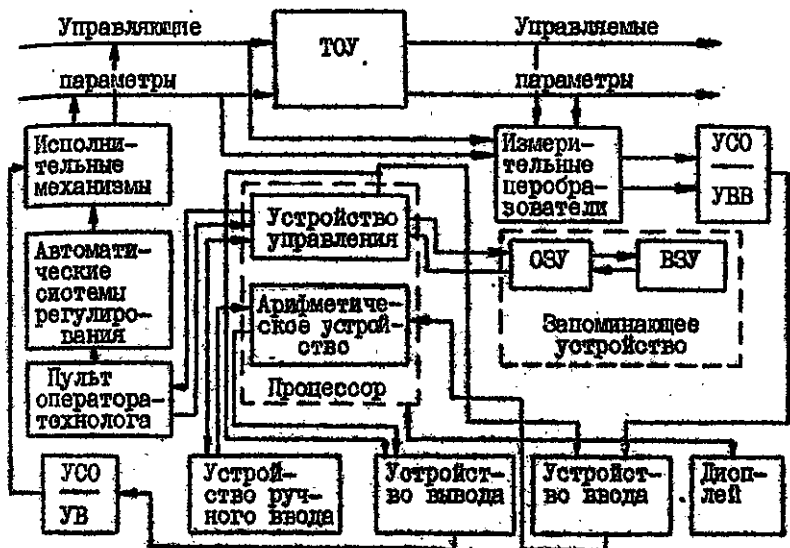 Управляющие
ТОУ
Управляемые
параметры
параметры
Исполни-
тельные
механизмы
Измери-
тельные
перобра-
зователи
УСО
УВВ
Устройство
управления
ОЗУ
ВЗУ
Автомати-
ческие
системы
регулиро-
вания
Арифметиче-
ское устрой-
ство
Запоминающее
устройство
Процессор
Пульт
оператора-
технолога
УСО
УВ
Устрой-
ство руч-
ного ввода
Устройст-
во вывода
Устройст-
во ввода
Дисп-
лей